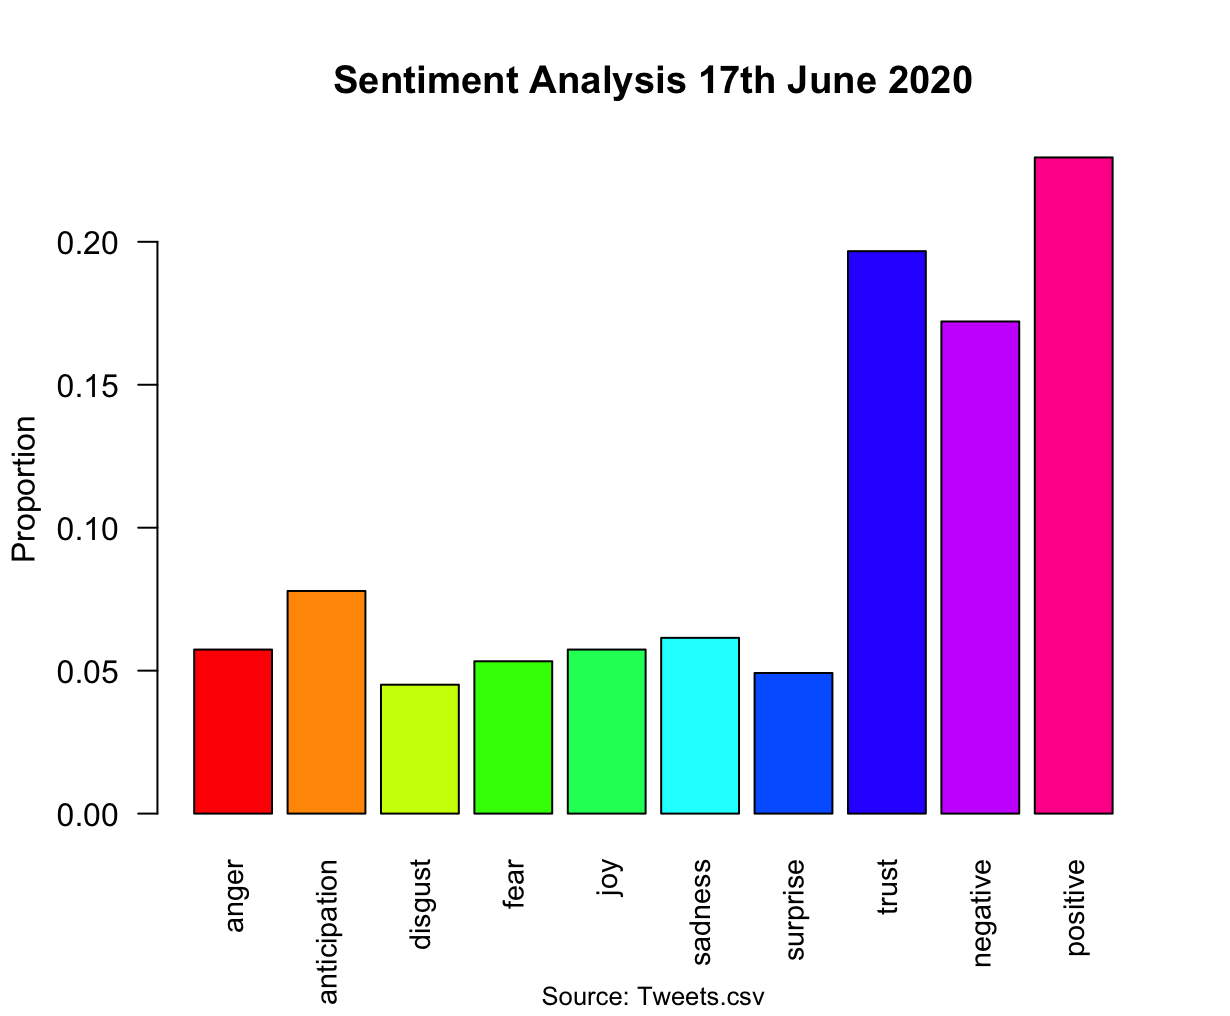 Sentiment Analysis 17th June 2020
Proportion
0.20
0.15
0.10
0.05
0.00
anger
anticipation
disgust
fear
joy
sadness
surprise
trust
negative
positive
Source: Tweets.csv